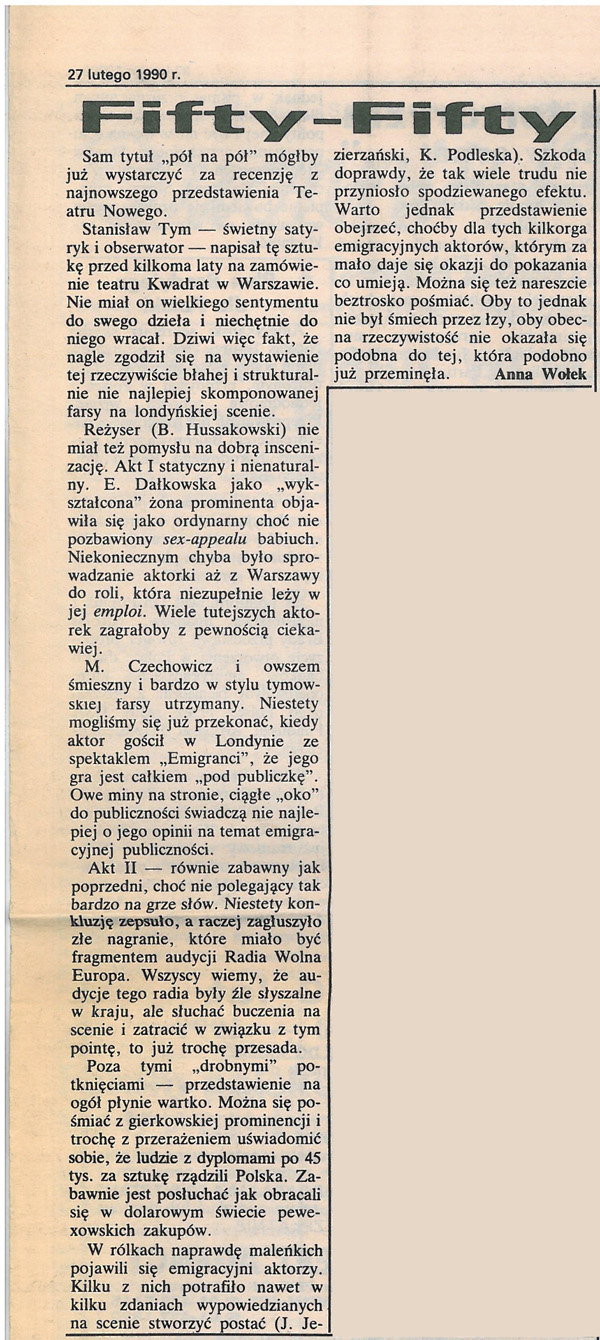 27 lutego 1990 r.
Fifty-Fifty
Sam tytuł „pół na pół” mógłby
już wystarczyć za recenzję z
najnowszego przedstawienia Te-
atru Nowego.
Stanisław Tym — świetny saty-
ryk i obserwator — napisał tę sztu-
kę przed kilkoma laty na zamówie-
nie teatru Kwadrat w Warszawie.
Nie miał on wielkiego sentymentu
do swego dzieła i niechętnie do
niego wracał. Dziwi więc fakt, że
nagle zgodził się na wystawienie
tej rzeczywiście błahej i struktural-
nie nie najlepiej skomponowanej
farsy na londyńskiej scenie.
Reżyser (B. Hussakowski) nie
miał też pomysłu na dobrą insceni-
zację. Akt I statyczny i nienatural-
ny. E. Dałkowska jako „wyk-
ształcona” żona prominenta obja-
wiła się jako ordynarny choć nie
pozbawiony sex-appealu babiuch.
Niekoniecznym chyba było spro-
wadzanie aktorki aż z Warszawy
do roli, która niezupełnie leży w
jej emploi. Wiele tutejszych akto-
rek zagrałoby z pewnością cieka-
wiej.
M. Czechowicz i owszem
śmieszny i bardzo w stylu tymow-
skiej farsy utrzymany. Niestety
mogliśmy się już przekonać, kiedy
aktor gościł w Londynie ze
spektaklem „Emigranci”, że jego
gra jest całkiem „pod publiczkę”.
Owe miny na stronie, ciągłe „oko”
do publiczności świadczą nie najle-
piej o jego opinii na temat emigra-
cyjnej publiczności.
Akt II — równie zabawny jak
poprzedni, choć nie polegający tak
bardzo na grze słów. Niestety kon-
kluzję zepsuło, a raczej zagłuszyło
złe nagranie, które miało być
fragmentem audycji Radia Wolna
Europa. Wszyscy wiemy, że au-
dycje tego radia były źle słyszalne
w kraju, ale słuchać buczenia na
scenie i zatracić w związku z tym
pointę, to już trochę przesada.
Poza tymi „drobnymi” po-
tknięciami — przedstawienie na
ogół płynie wartko. Można się po-
śmiać z gierkowskiej prominencji i
trochę z przerażeniem uświadomić
sobie, że ludzie z dyplomami po 45
tys. za sztukę rządzili Polska. Za-
bawnie jest posłuchać jak obracali
się w dolarowym świecie pewe-
xowskich zakupów.
W rólkach naprawdę maleńkich
pojawili się emigracyjni aktorzy.
Kilku z nich potrafiło nawet w
kilku zdaniach wypowiedzianych
na scenie stworzyć postać (J. Je-
zierzański, K. Podleska). Szkoda
doprawdy, że tak wiele trudu nie
przyniosło spodziewanego efektu.
Warto jednak przedstawienie
obejrzeć, choćby dla tych kilkorga
emigracyjnych aktorów, którym za
mało daje się okazji do pokazania
co umieją. Można się też nareszcie
beztrosko pośmiać. Oby to jednak
nie był śmiech przez łzy, oby obec-
na rzeczywistość nie okazała się
podobna do tej, która podobno
już przeminęła. Anna Wołek